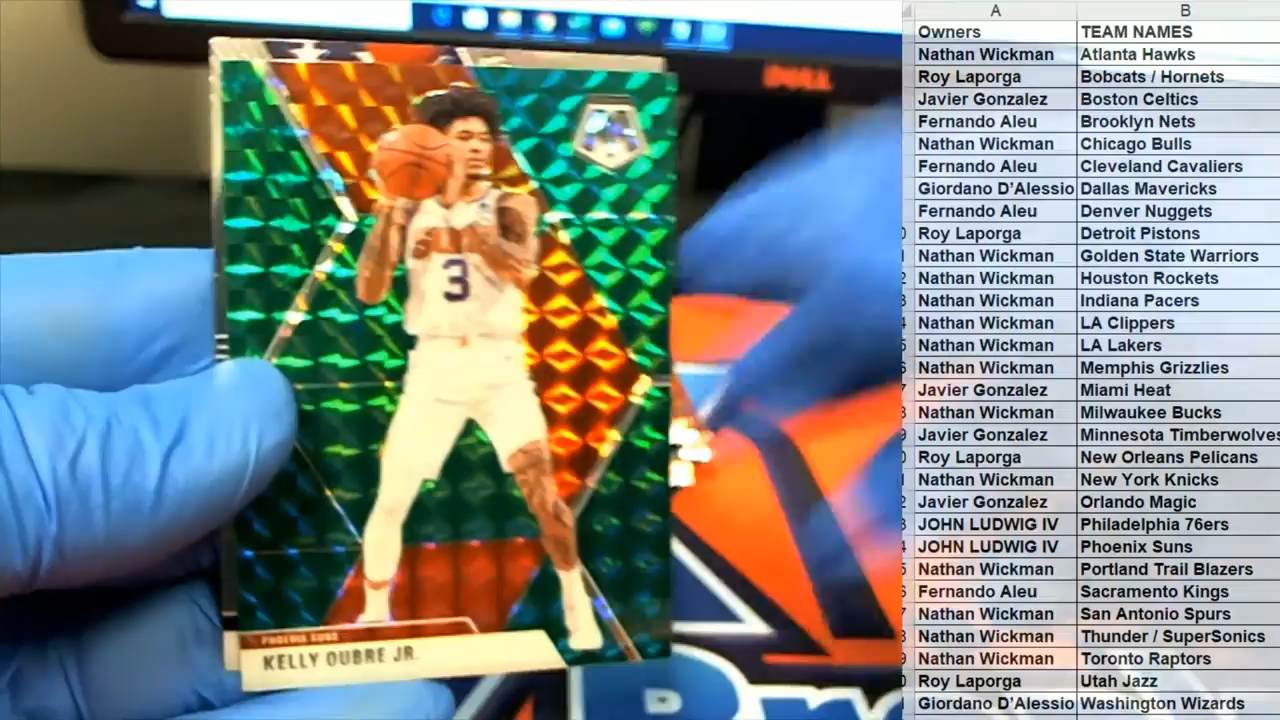 DELL
SUNS
3
PHOENIX SUNS
KELLY OUBRE JR.
A B
Owners TEAM NAMES
Nathan Wickman Atlanta Hawks
Roy Laporga Bobcats / Hornets
Javier Gonzalez Boston Celtics
Fernando Aleu Brooklyn Nets
Nathan Wickman Chicago Bulls
Fernando Aleu Cleveland Cavaliers
Giordano D'Alessio Dallas Mavericks
Fernando Aleu Denver Nuggets
Roy Laporga Detroit Pistons
Nathan Wickman Golden State Warriors
Nathan Wickman Houston Rockets
Nathan Wickman Indiana Pacers
Nathan Wickman LA Clippers
Nathan Wickman LA Lakers
Nathan Wickman Memphis Grizzlies
Javier Gonzalez Miami Heat
Nathan Wickman Milwaukee Bucks
Javier Gonzalez Minnesota Timberwolves
Roy Laporga New Orleans Pelicans
Nathan Wickman New York Knicks
Javier Gonzalez Orlando Magic
JOHN LUDWIG IV Philadelphia 76ers
JOHN LUDWIG IV Phoenix Suns
Nathan Wickman Portland Trail Blazers
Fernando Aleu Sacramento Kings
Nathan Wickman San Antonio Spurs
Nathan Wickman Thunder / SuperSonics
Nathan Wickman Toronto Raptors
Roy Laporga Utah Jazz
Giordano D'Alessio Washington Wizards